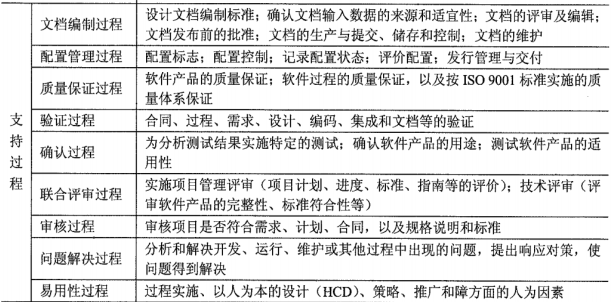 支持过程
文档编制过程
设计文档编制标准；确认文档输入数据的来源和适宜性；文档的评审及编辑；
文档发布前的批准；文档的生产与提交、储存和控制；文档的维护
配置管理过程
配置标志；配置控制；记录配置状态；评价配置；发行管理与交付
质量保证过程
软件产品的质量保证；软件过程的质量保证，以及按 ISO 9001 标准实施的质
量体系保证
验证过程
合同、过程、需求、设计、编码、集成和文档等的验证
确认过程
为分析测试结果实施特定的测试；确认软件产品的用途；测试软件产品的适
用性
联合评审过程
实施项目管理评审（项目计划、进度、标准、指南等的评价）；技术评审（评
审软件产品的完整性、标准符合性等）
审核过程
审核项目是否符合需求、计划、合同，以及规格说明和标准
问题解决过程
分析和解决开发、运行、维护或其他过程中出现的问题，提出响应对策，使
问题得到解决
易用性过程
过程实施、以人为本的设计（HCD）、策略、推广和障方面的人为因素